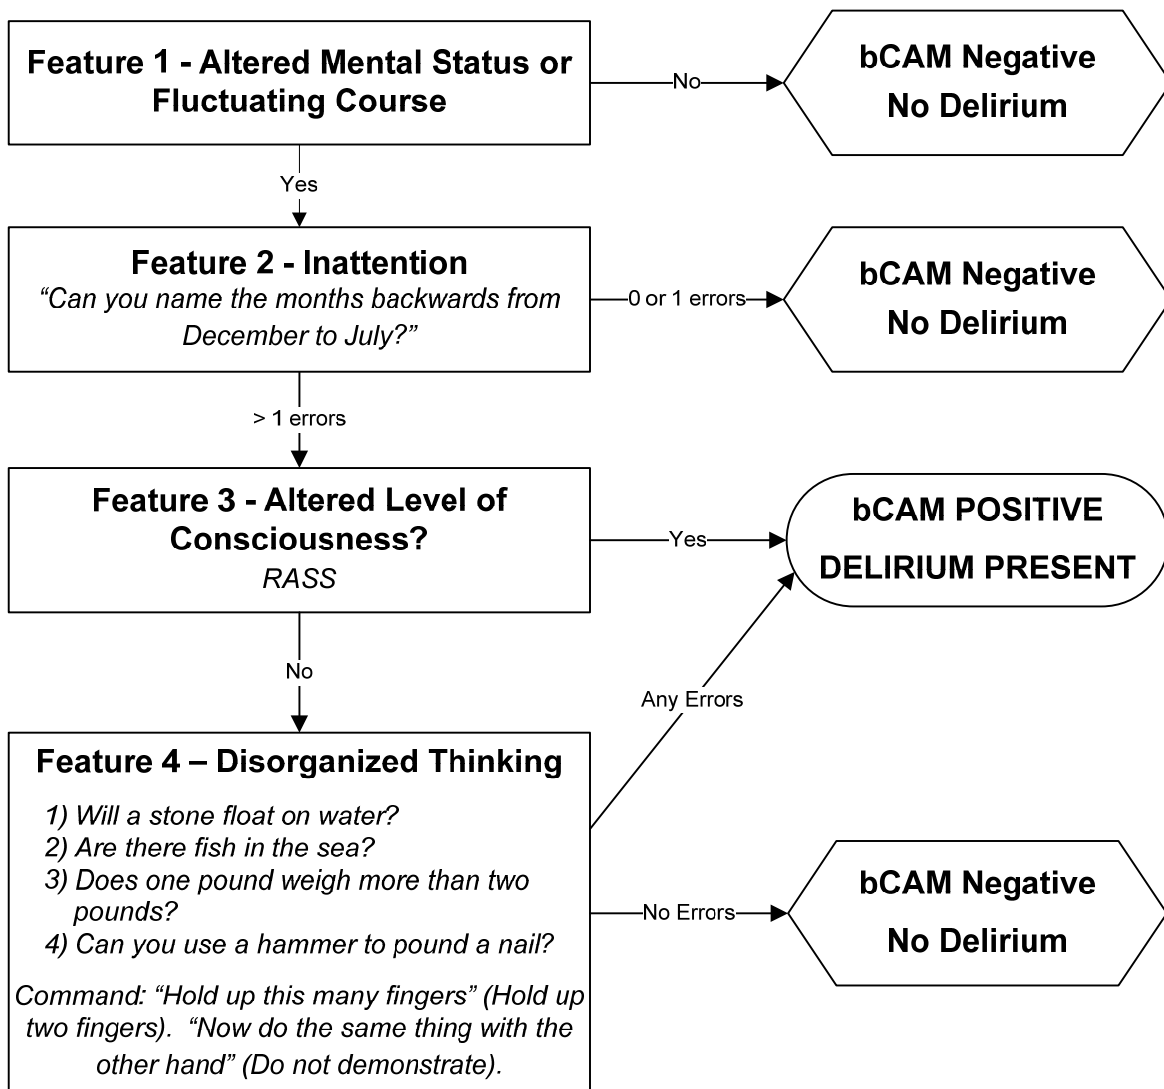 Feature 1 - Altered Mental Status or
Fluctuating Course
No
bCAM Negative
No Delirium
Yes
Feature 2 - Inattention
“Can you name the months backwards from
December to July?”
0 or 1 errors
bCAM Negative
No Delirium
> 1 errors
Feature 3 - Altered Level of
Consciousness?
RASS
Yes
bCAM POSITIVE
DELIRIUM PRESENT
No
Any Errors
Feature 4 – Disorganized Thinking
1) Will a stone float on water?
2) Are there fish in the sea?
3) Does one pound weigh more than two
pounds?
4) Can you use a hammer to pound a nail?
Command: “Hold up this many fingers” (Hold up
two fingers). “Now do the same thing with the
other hand” (Do not demonstrate).
No Errors
bCAM Negative
No Delirium